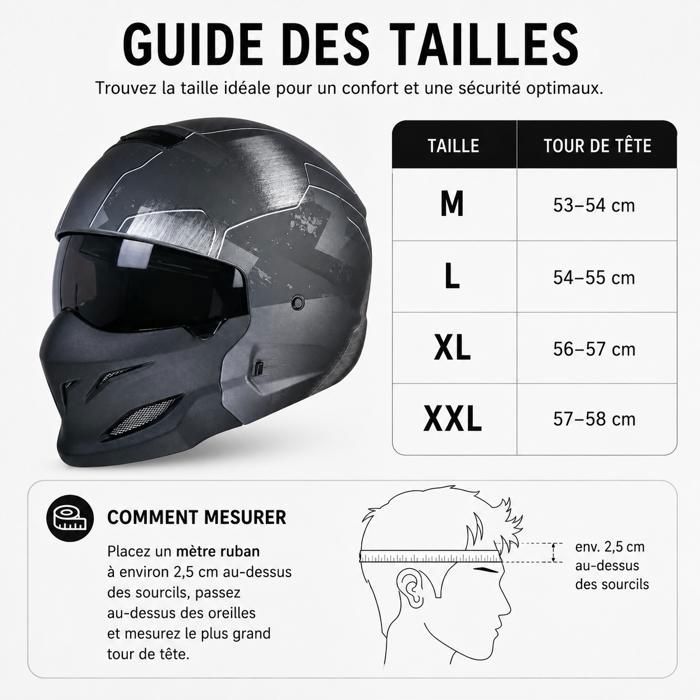 GUIDE DES TAILLES
Trouvez la taille idéale pour un confort et une sécurité optimaux.
TAILLE TOUR DE TÊTE
M 53–54 cm
L 54–55 cm
XL 56–57 cm
XXL 57–58 cm
COMMENT MESURER
Placez un mètre ruban
à environ 2,5 cm au-dessus
des sourcils, passez
au-dessus des oreilles
et mesurez le plus grand
tour de tête.
env. 2,5 cm
au-dessus
des sourcils